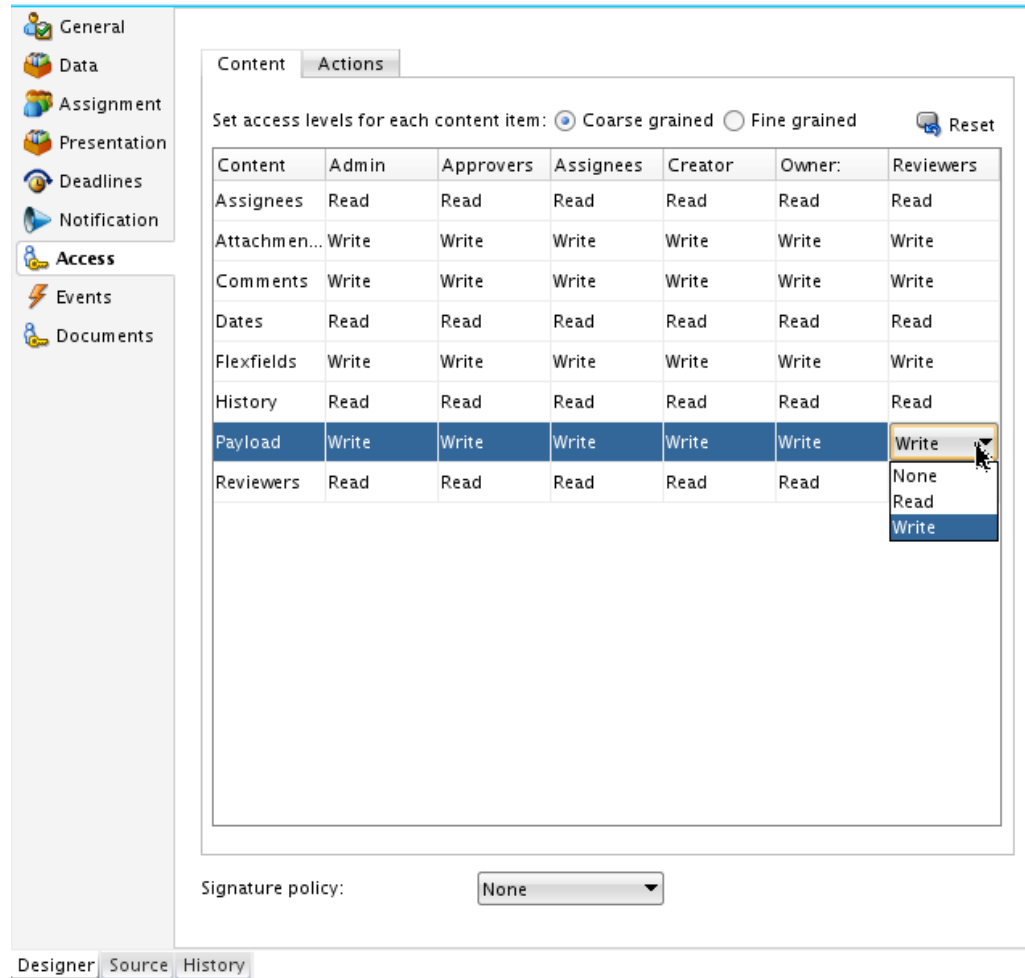 General
Data
Assignment
Presentation
Deadlines
Notification
Access
Events
Documents
Content Actions
Set access levels for each content item: Coarse grained Fine grained Reset
Content Admin Approvers Assignees Creator Owner: Reviewers
Assignees Read Read Read Read Read Read
Attachmen... Write Write Write Write Write Write
Comments Write Write Write Write Write Write
Dates Read Read Read Read Read Read
Flexfields Write Write Write Write Write Write
History Read Read Read Read Read Read
Payload Write Write Write Write Write Write
Reviewers Read Read Read Read Read
None
Read
Write
Signature policy: None
Designer Source History